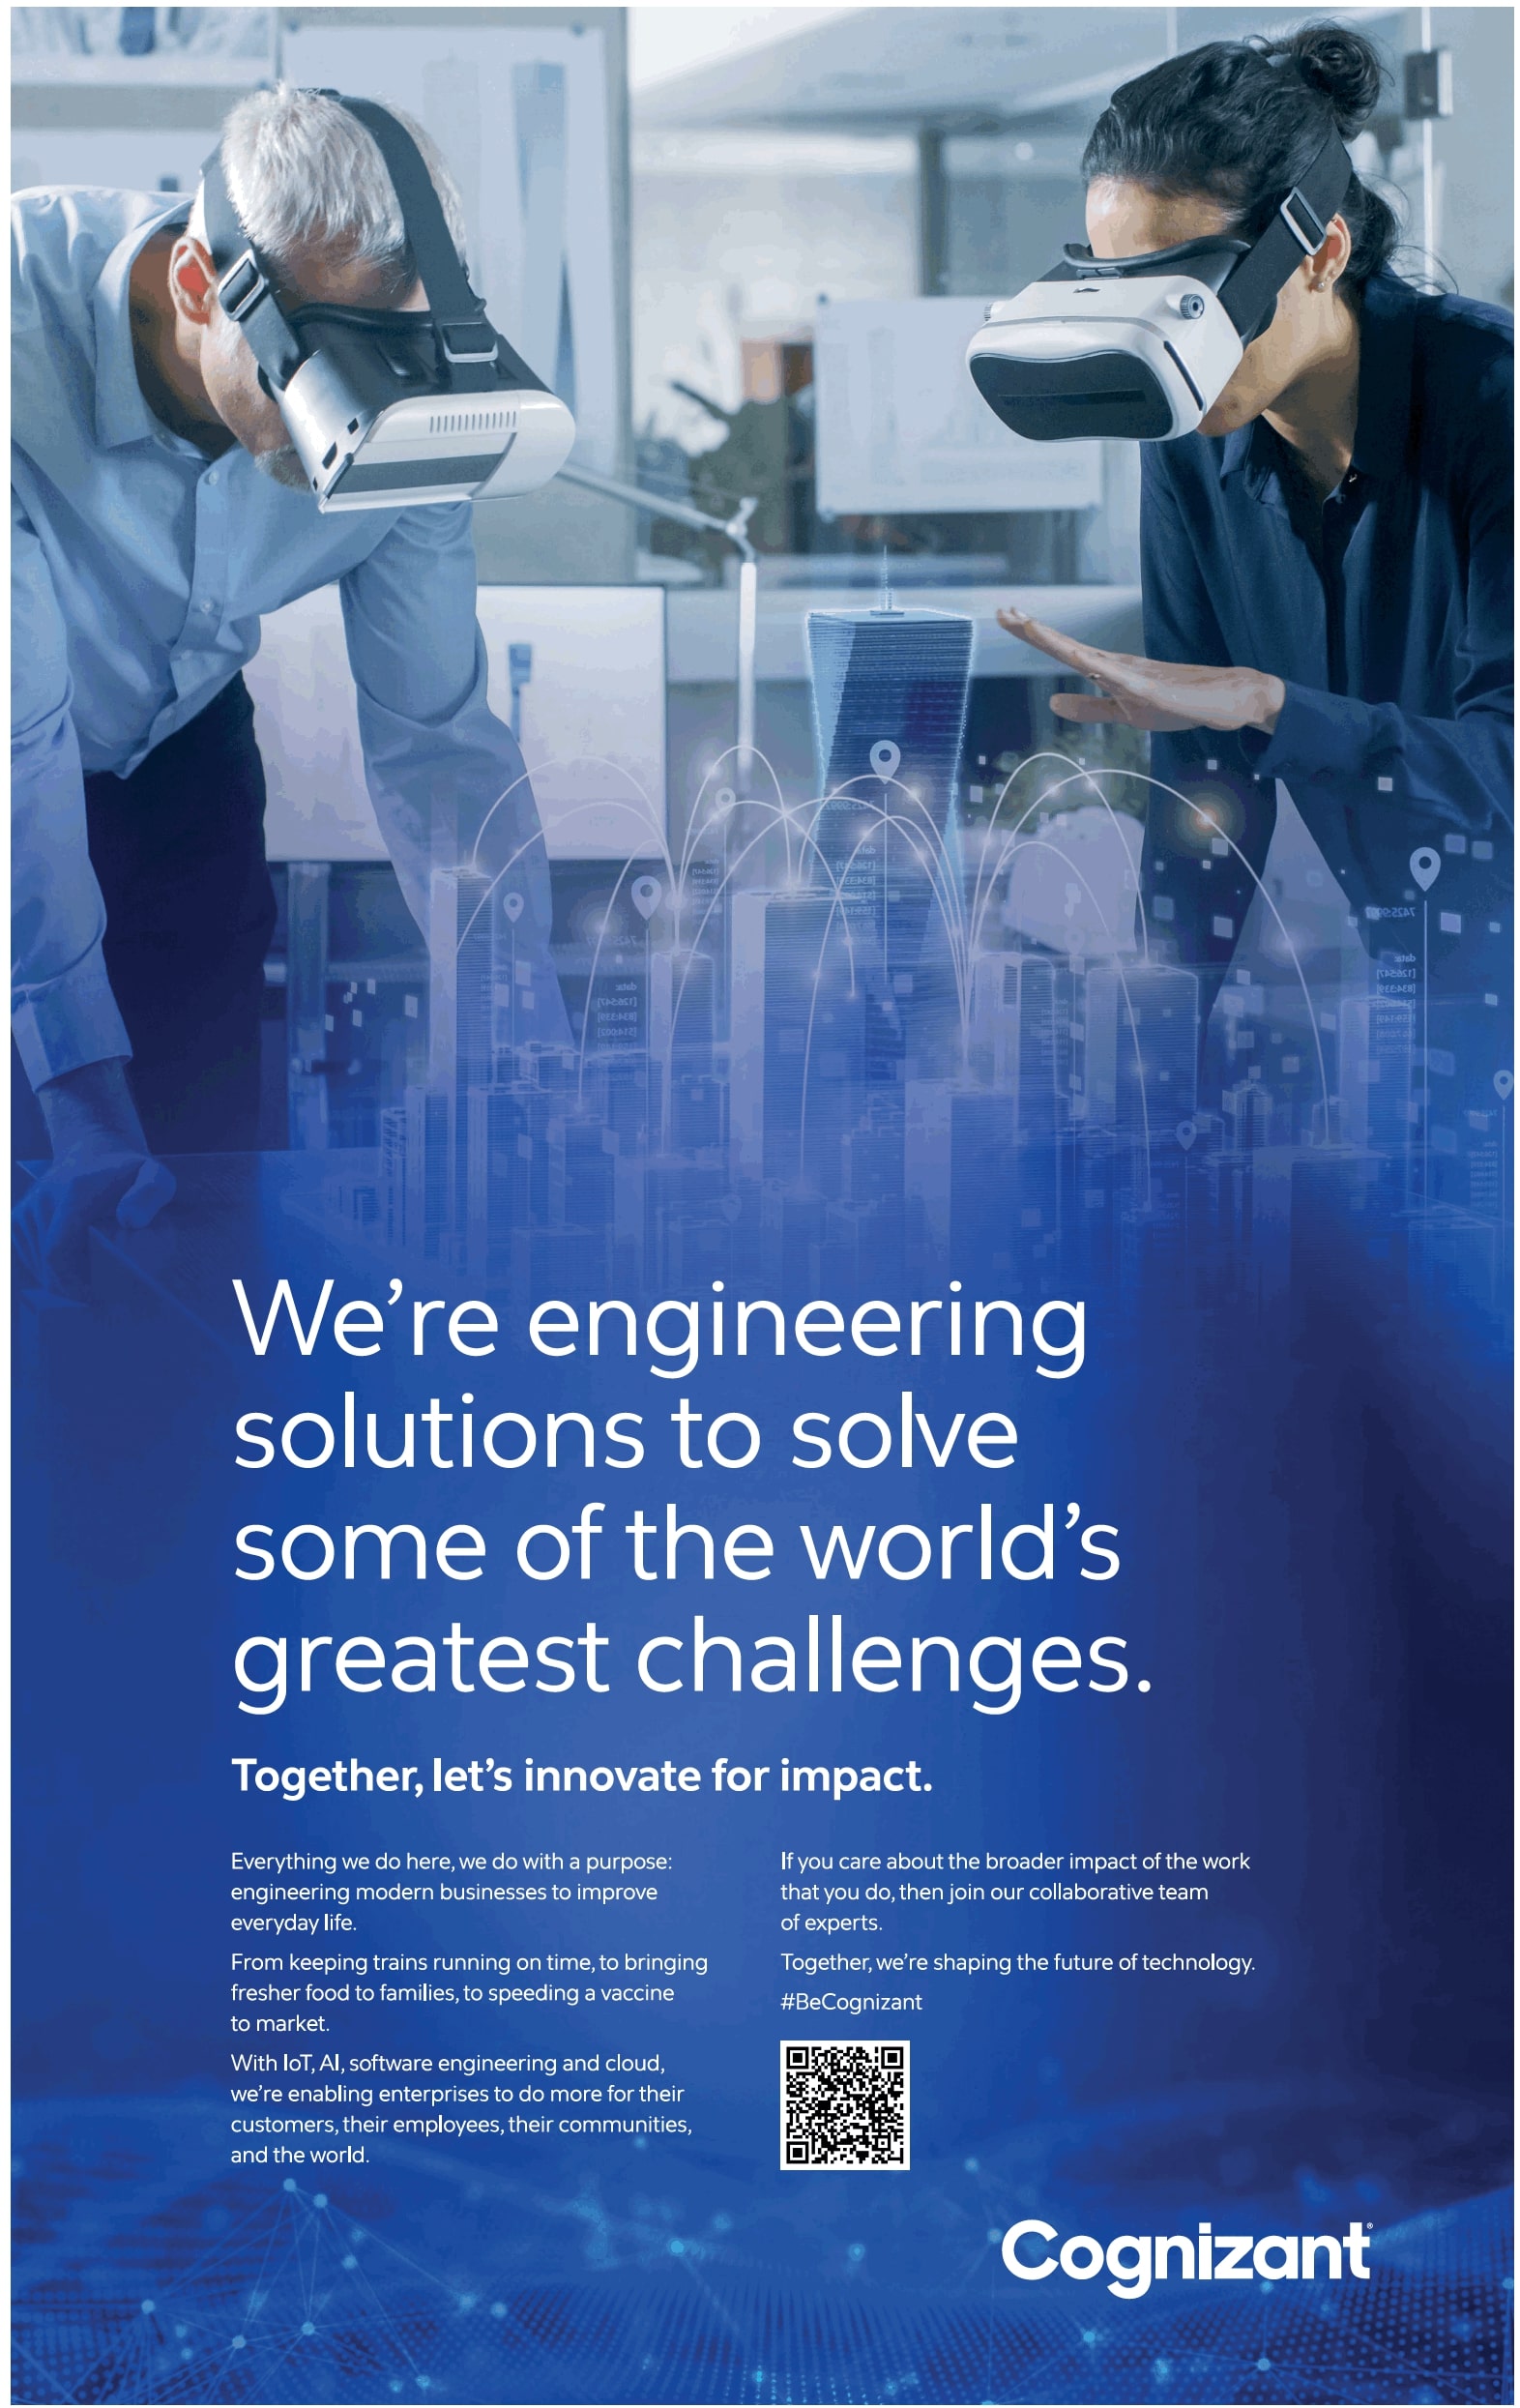 We're engineering
solutions to solve
some of the world's
greatest challenges.
Together, let's innovate for impact.
Everything we do here, we do with a purpose:
engineering modern businesses to improve
everyday life.
From keeping trains running on time, to bringing
fresher food to families, to speeding a vaccine
to market.
With IoT, AI, software engineering and cloud,
we're enabling enterprises to do more for their
customers, their employees, their communities,
and the world.
If you care about the broader impact of the work
that you do, then join our collaborative team
of experts.
Together, we're shaping the future of technology.
#BeCognizant
Cognizant®